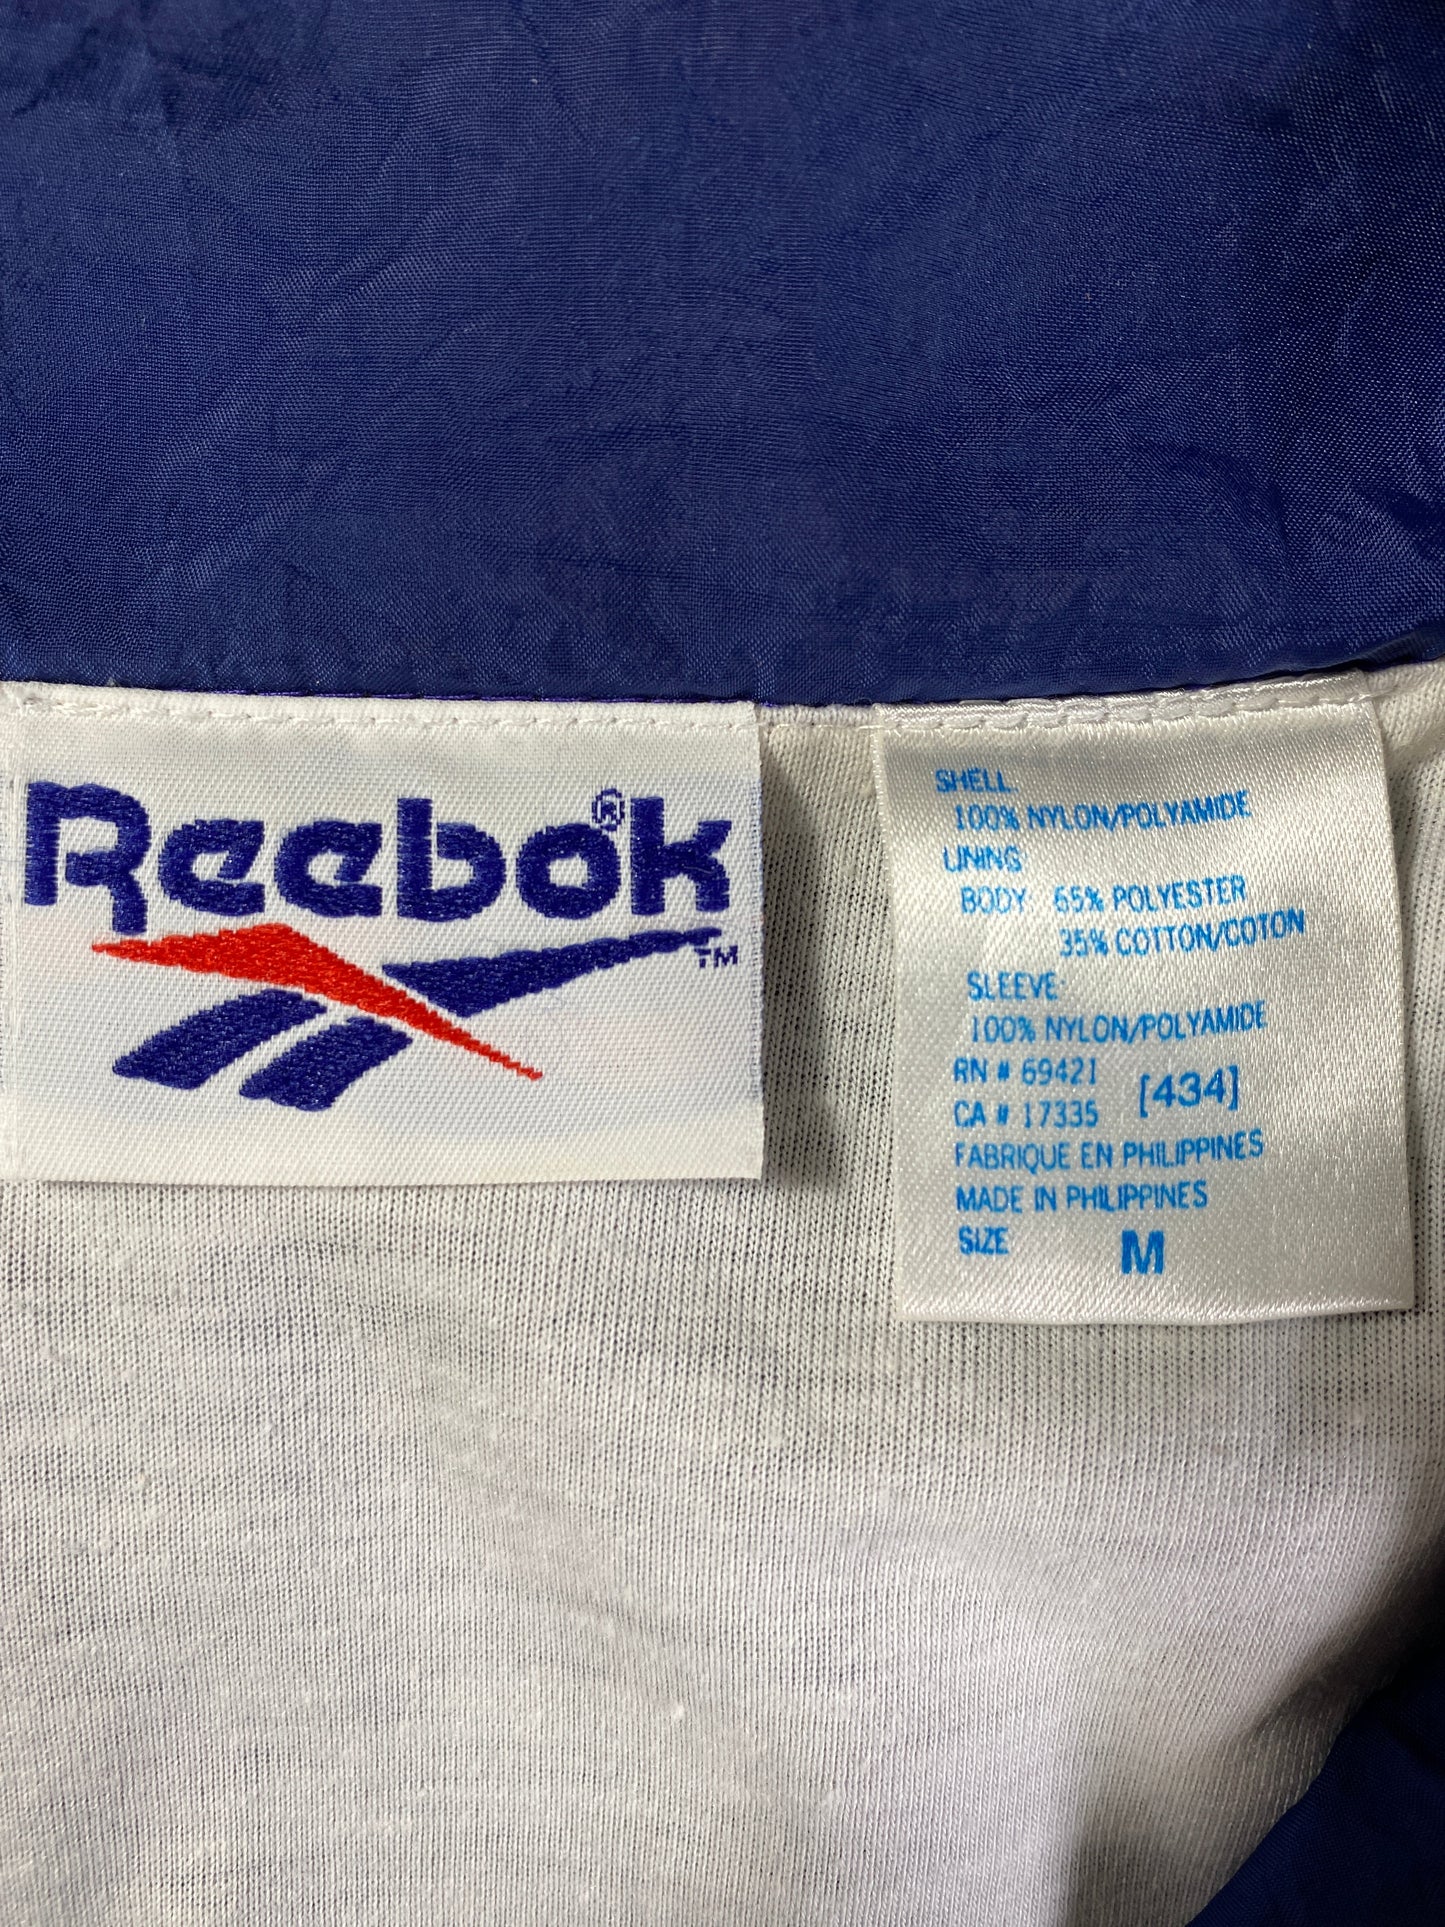 Reebok®
TM
SHELL:
100% NYLON/POLYAMIDE
LINING:
BODY: 65% POLYESTER
35% COTTON/COTON
SLEEVE:
100% NYLON/POLYAMIDE
RN # 69421
CA # 17335 [434]
FABRIQUE EN PHILIPPINES
MADE IN PHILIPPINES
SIZE M